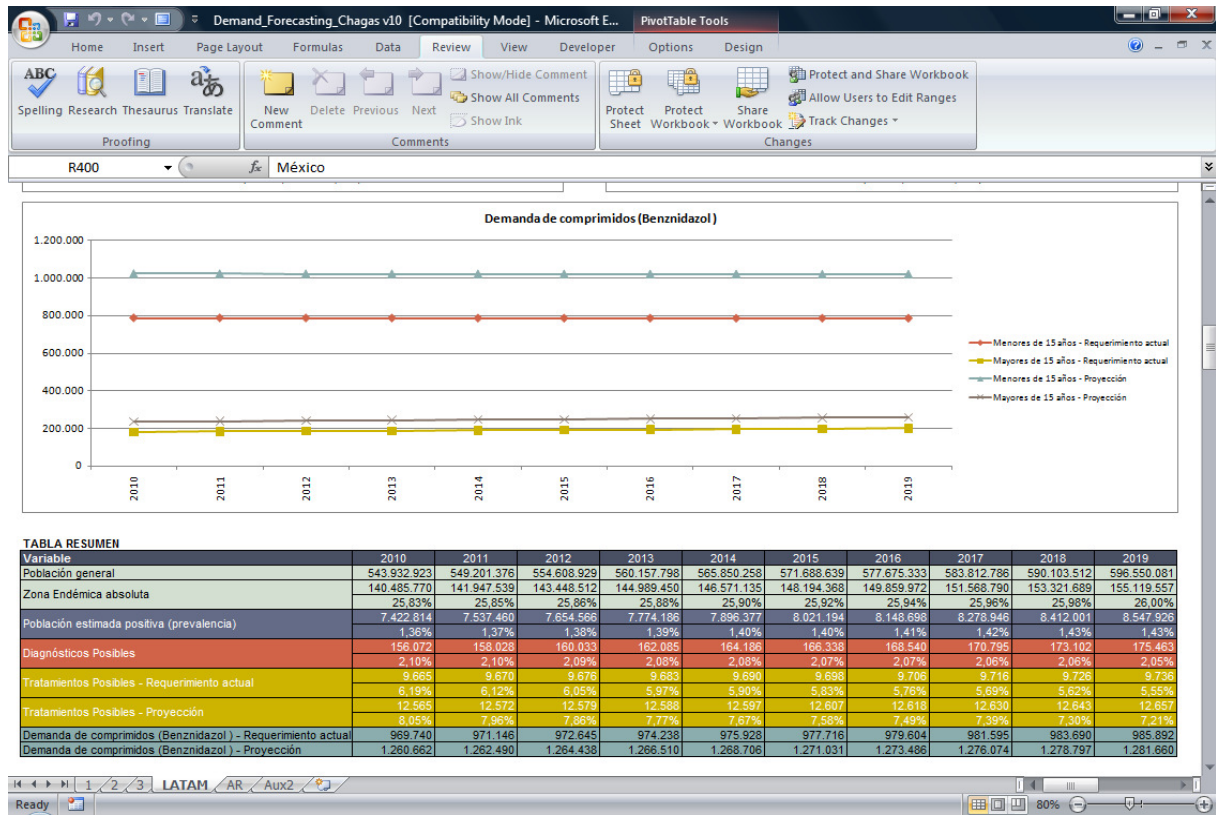 Demand_Forecasting_Chagas v10 [Compatibility Mode] - Microsoft E... PivotTable Tools
Home Insert Page Layout Formulas Data Review View Developer Options Design
ABC
Spelling Research Thesaurus Translate
Proofing
New Comment Delete Previous Next
Show/Hide Comment
Show All Comments
Show Ink
Comments
Protect Sheet Protect Workbook Share Workbook
Protect and Share Workbook
Allow Users to Edit Ranges
Track Changes
Changes
R400 fx México
Demanda de comprimidos (Benznidazol )
1.200.000
1.000.000
800.000
600.000
400.000
200.000
0
2010 2011 2012 2013 2014 2015 2016 2017 2018 2019
Menores de 15 años - Requerimiento actual
Mayores de 15 años - Requerimiento actual
Menores de 15 años - Proyección
Mayores de 15 años - Proyección
TABLA RESUMEN
Variable 2010 2011 2012 2013 2014 2015 2016 2017 2018 2019
Población general 543.932.923 549.201.376 554.608.929 560.157.798 565.850.258 571.688.639 577.675.333 583.812.786 590.103.512 596.550.081
Zona Endémica absoluta 140.485.770 141.947.539 143.448.512 144.989.450 146.571.135 148.194.368 149.859.972 151.568.790 153.321.689 155.119.557
25,83% 25,85% 25,86% 25,88% 25,90% 25,92% 25,94% 25,96% 25,98% 26,00%
Población estimada positiva (prevalencia) 7.422.814 7.537.460 7.654.566 7.774.186 7.896.377 8.021.194 8.148.698 8.278.946 8.412.001 8.547.926
1,36% 1,37% 1,38% 1,39% 1,40% 1,40% 1,41% 1,42% 1,43% 1,43%
Diagnósticos Posibles 156.072 158.028 160.033 162.085 164.186 166.338 168.540 170.795 173.102 175.463
2,10% 2,10% 2,09% 2,08% 2,08% 2,07% 2,07% 2,06% 2,06% 2,05%
Tratamientos Posibles - Requerimiento actual 9.665 9.670 9.676 9.683 9.690 9.698 9.706 9.716 9.726 9.736
6,19% 6,12% 6,05% 5,97% 5,90% 5,83% 5,76% 5,69% 5,62% 5,55%
Tratamientos Posibles - Proyección 12.565 12.572 12.579 12.588 12.597 12.607 12.618 12.630 12.643 12.657
8,05% 7,96% 7,86% 7,77% 7,67% 7,58% 7,49% 7,39% 7,30% 7,21%
Demanda de comprimidos (Benznidazol ) - Requerimiento actual 969.740 971.146 972.645 974.238 975.928 977.716 979.604 981.595 983.690 985.892
Demanda de comprimidos (Benznidazol ) - Proyección 1.260.662 1.262.490 1.264.438 1.266.510 1.268.706 1.271.031 1.273.486 1.276.074 1.278.797 1.281.660
1 2 3 LATAM AR Aux2
Ready 80%